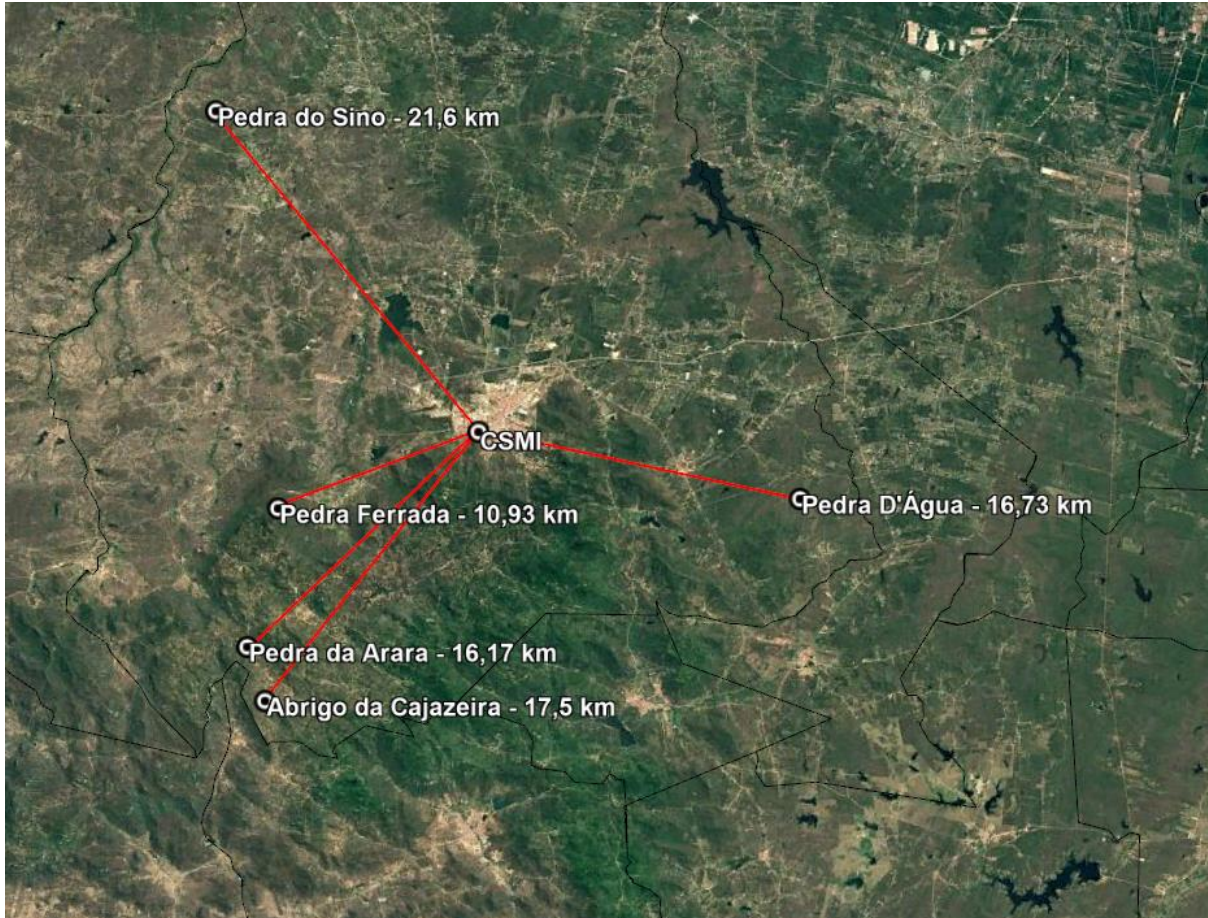 Pedra do Sino - 21,6 km
CSMI
Pedra D'Água - 16,73 km
Pedra Ferrada - 10,93 km
Pedra da Arara - 16,17 km
Abrigo da Cajazeira - 17,5 km